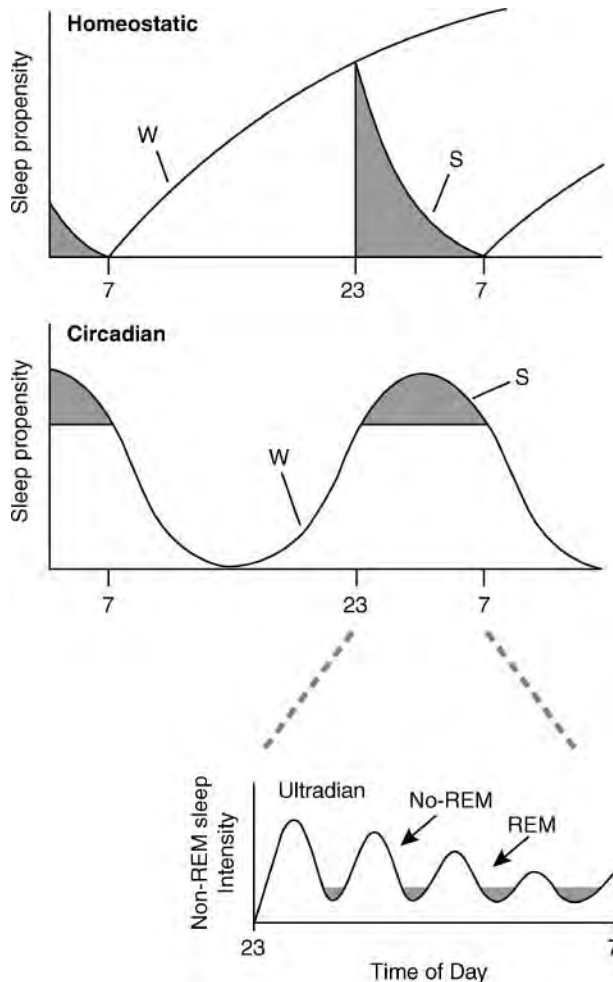 Homeostatic
Sleep propensity
W
S
7
23
7
Circadian
Sleep propensity
S
W
7
23
7
Ultradian
No-REM
REM
Non-REM sleep
Intensity
23
7
Time of Day